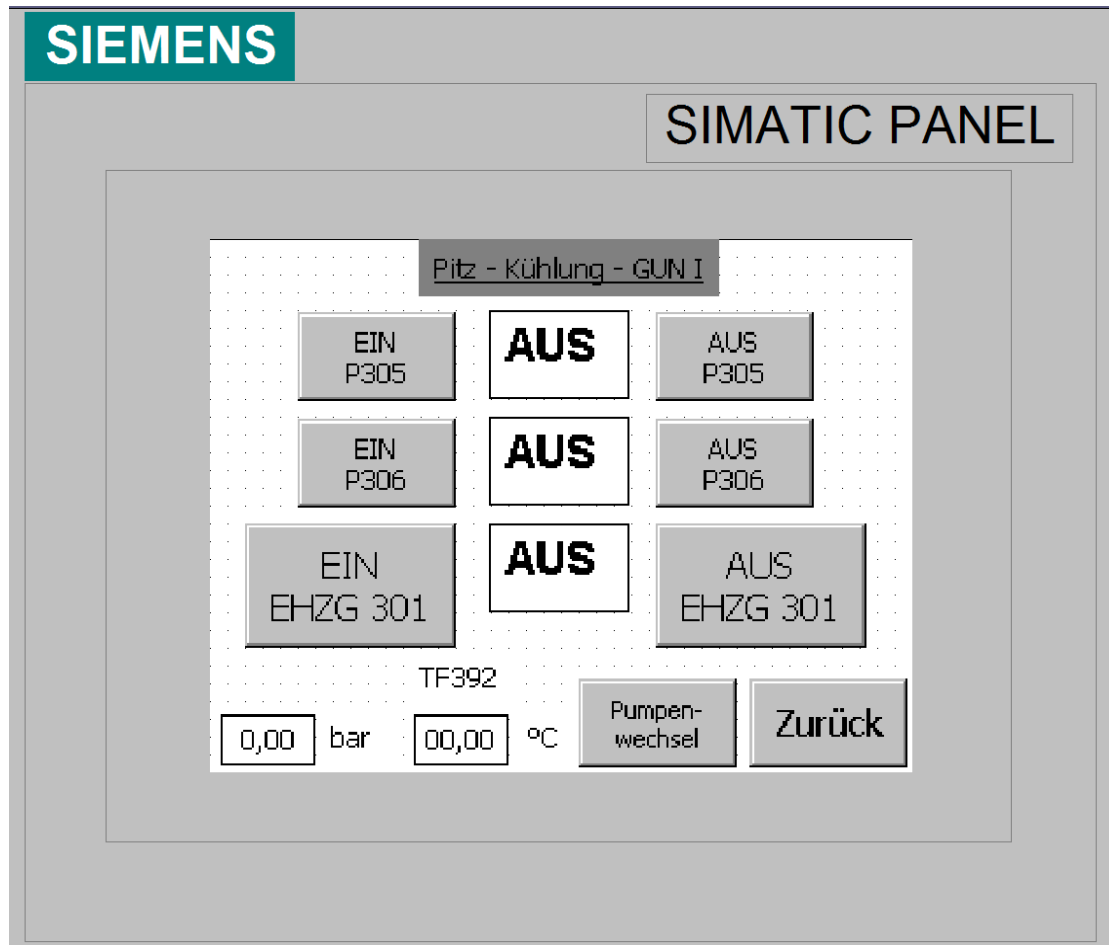 SIEMENS
SIMATIC PANEL
Pitz - Kühlung - GUN I
EIN
P305
AUS
AUS
P305
EIN
P306
AUS
AUS
P306
EIN
EHZG 301
AUS
AUS
EHZG 301
TF392
0,00 bar
00,00 ºC
Pumpen-
wechsel
Zurück